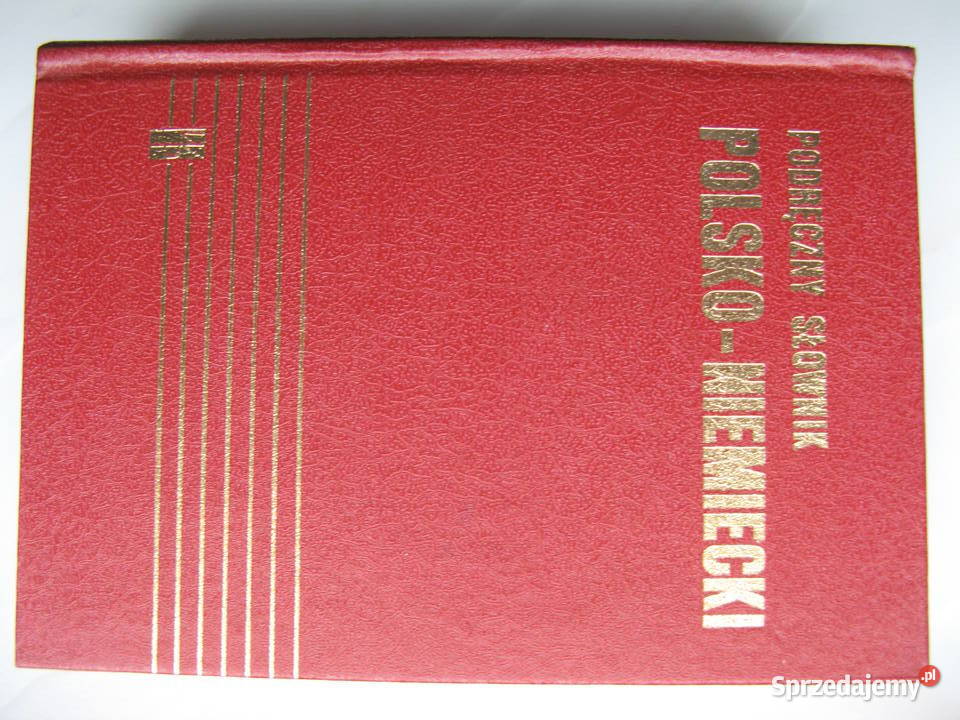 PODRĘCZNY SŁOWNIK
POLSKO-NIEMIECKI
Sprzedajemy.pl